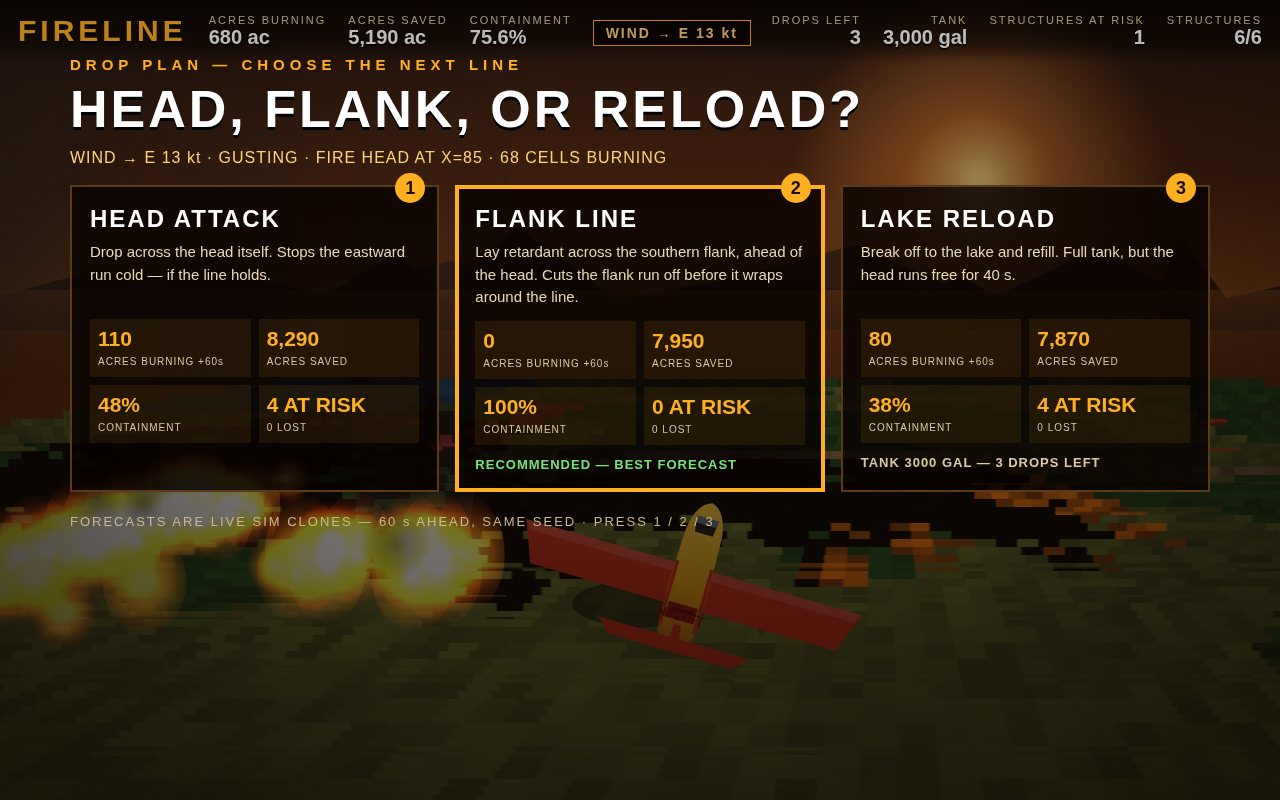 FIRELINE
ACRES BURNING
680 ac
ACRES SAVED
5,190 ac
CONTAINMENT
75.6%
WIND → E 13 kt
DROPS LEFT
3
TANK
3,000 gal
STRUCTURES AT RISK
1
STRUCTURES
6/6
DROP PLAN — CHOOSE THE NEXT LINE
HEAD, FLANK, OR RELOAD?
WIND → E 13 kt · GUSTING · FIRE HEAD AT X=85 · 68 CELLS BURNING
1
HEAD ATTACK
Drop across the head itself. Stops the eastward
run cold — if the line holds.
110
ACRES BURNING +60s
8,290
ACRES SAVED
48%
CONTAINMENT
4 AT RISK
0 LOST
2
FLANK LINE
Lay retardant across the southern flank, ahead of
the head. Cuts the flank run off before it wraps
around the line.
0
ACRES BURNING +60s
7,950
ACRES SAVED
100%
CONTAINMENT
0 AT RISK
0 LOST
RECOMMENDED — BEST FORECAST
3
LAKE RELOAD
Break off to the lake and refill. Full tank, but the
head runs free for 40 s.
80
ACRES BURNING +60s
7,870
ACRES SAVED
38%
CONTAINMENT
4 AT RISK
0 LOST
TANK 3000 GAL — 3 DROPS LEFT
FORECASTS ARE LIVE SIM CLONES — 60 s AHEAD, SAME SEED · PRESS 1 / 2 / 3